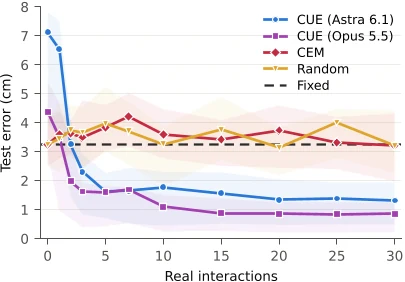 8
7
6
5
4
3
2
1
0
Test error (cm)
CUE (Astra 6.1)
CUE (Opus 5.5)
CEM
Random
Fixed
0 5 10 15 20 25 30
Real interactions